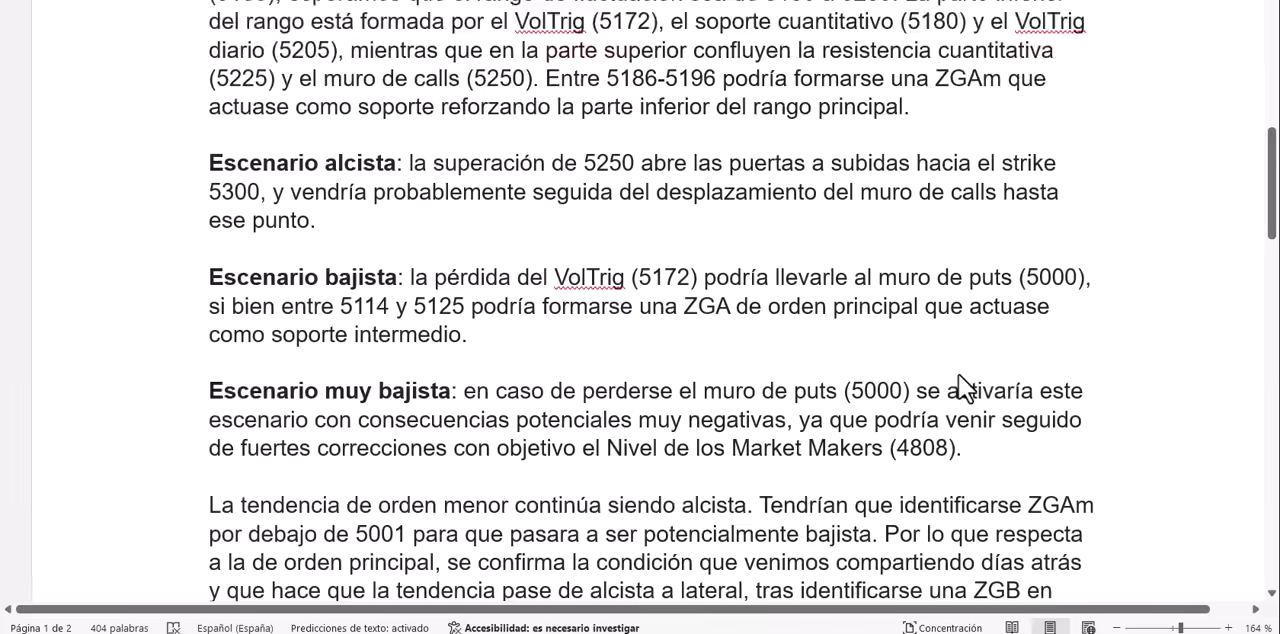 del rango está formada por el VolTrig (5172), el soporte cuantitativo (5180) y el VolTrig
diario (5205), mientras que en la parte superior confluyen la resistencia cuantitativa
(5225) y el muro de calls (5250). Entre 5186-5196 podría formarse una ZGAm que
actuase como soporte reforzando la parte inferior del rango principal.
Escenario alcista: la superación de 5250 abre las puertas a subidas hacia el strike
5300, y vendría probablemente seguida del desplazamiento del muro de calls hasta
ese punto.
Escenario bajista: la pérdida del VolTrig (5172) podría llevarle al muro de puts (5000),
si bien entre 5114 y 5125 podría formarse una ZGA de orden principal que actuase
como soporte intermedio.
Escenario muy bajista: en caso de perderse el muro de puts (5000) se activaría este
escenario con consecuencias potenciales muy negativas, ya que podría venir seguido
de fuertes correcciones con objetivo el Nivel de los Market Makers (4808).
La tendencia de orden menor continúa siendo alcista. Tendrían que identificarse ZGAm
por debajo de 5001 para que pasara a ser potencialmente bajista. Por lo que respecta
a la de orden principal, se confirma la condición que venimos compartiendo días atrás
y que hace que la tendencia pase de alcista a lateral, tras identificarse una ZGB en
Página 1 de 2 404 palabras Español (España) Predicciones de texto: activado Accesibilidad: es necesario investigar Concentración 164 %